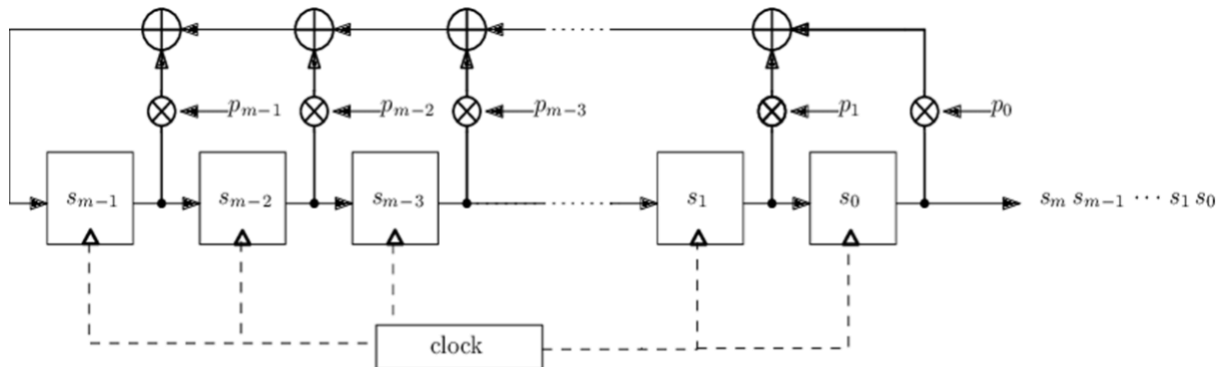 p_{m−1} p_{m−2} p_{m−3} p_1 p_0
s_{m−1} s_{m−2} s_{m−3} s_1 s_0 s_m s_{m−1} ⋯ s_1 s_0
clock